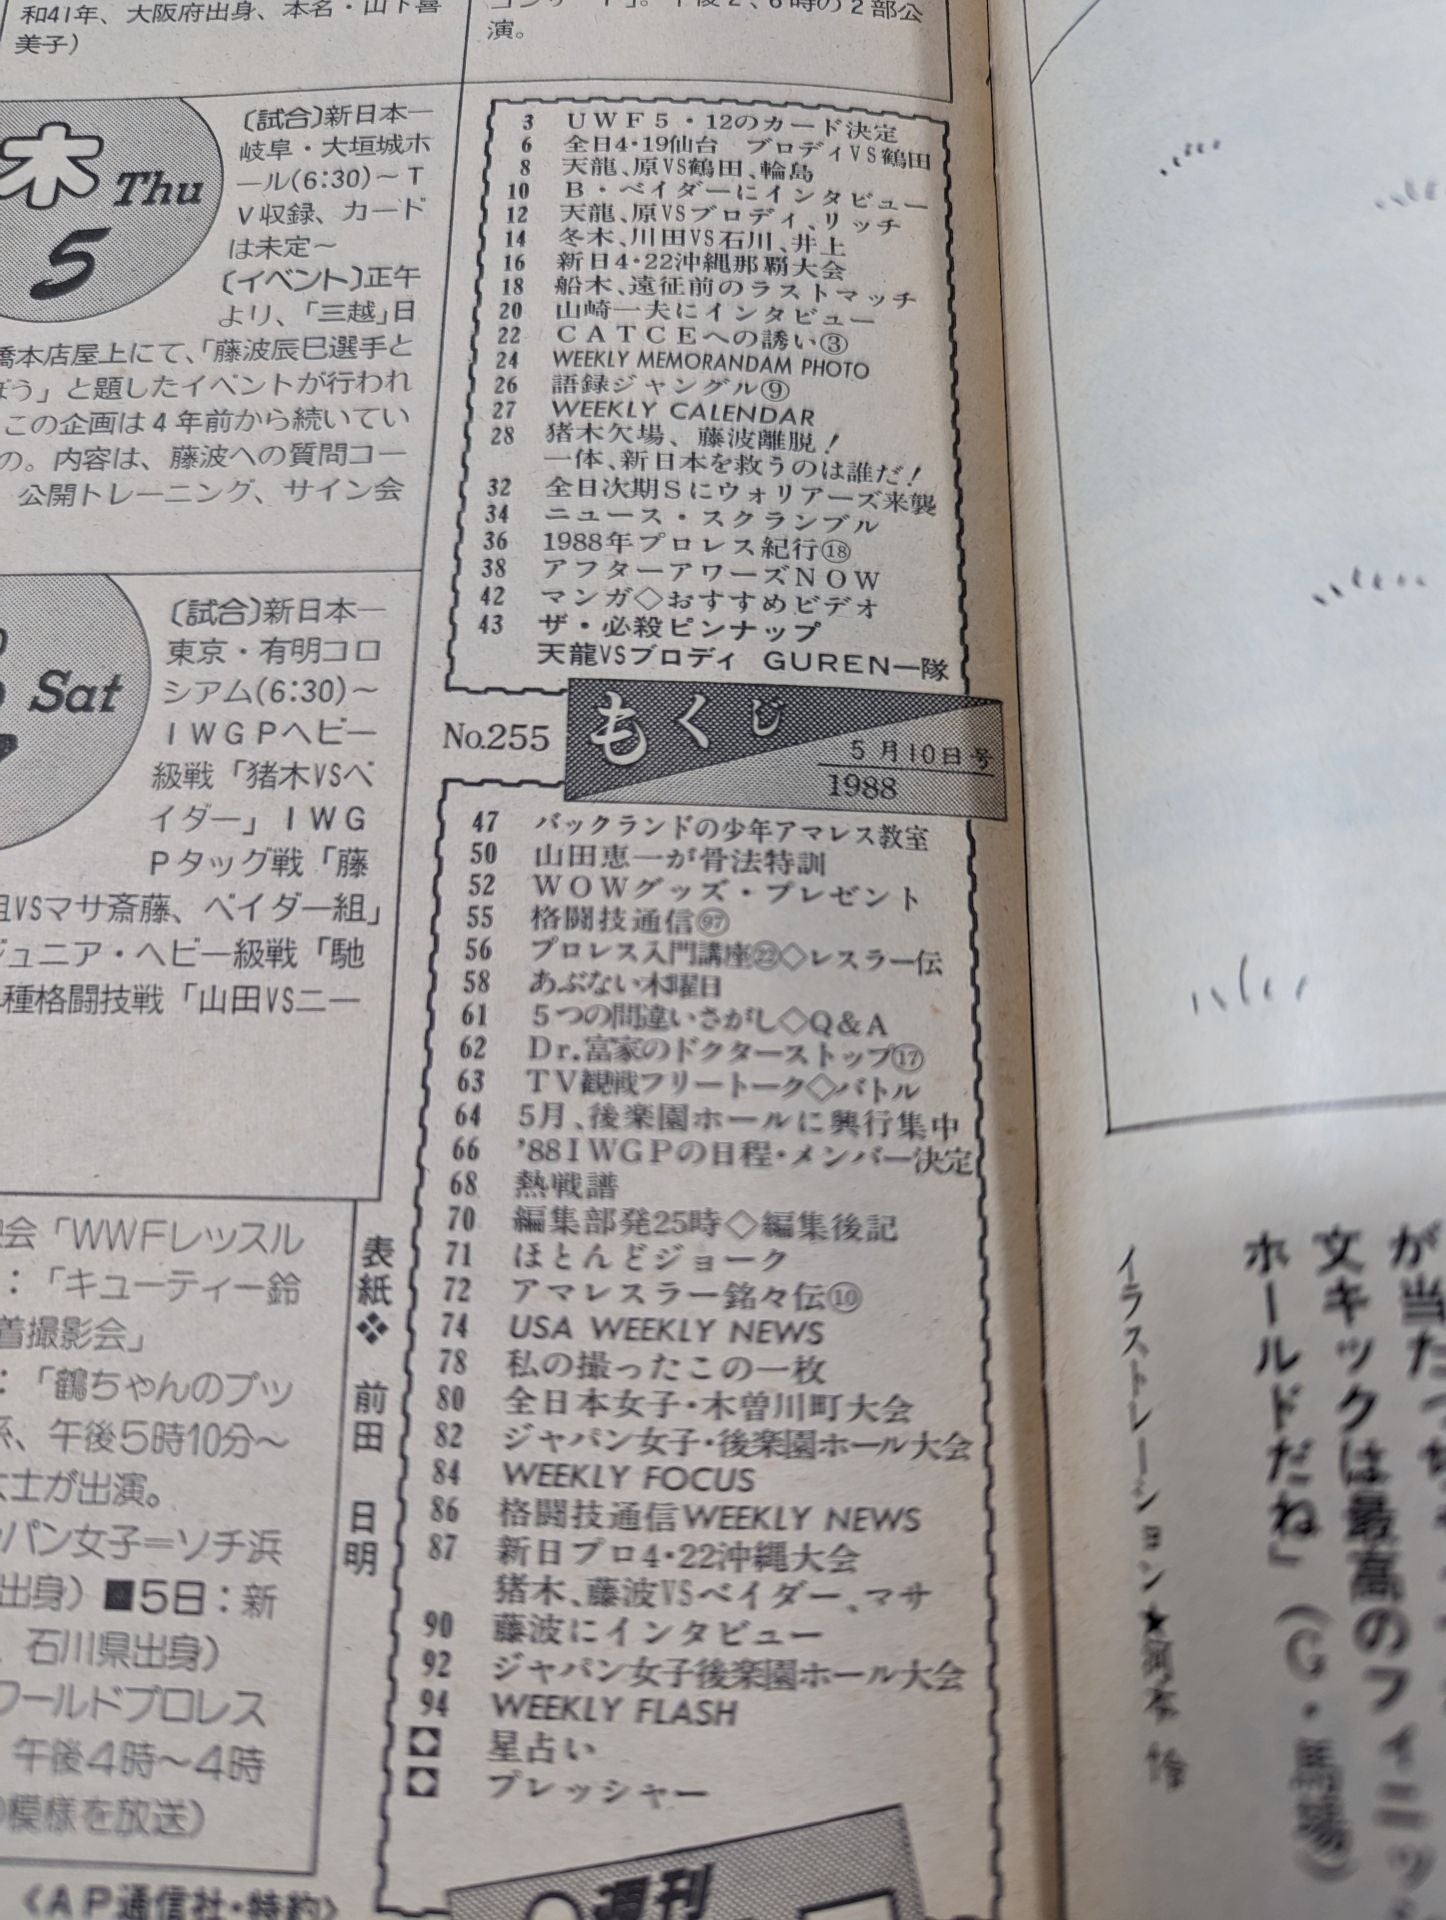 和41年、大阪府出身、本名・山下喜
美子）
演。
木 Thu
5
〔試合〕新日本—
岐阜・大垣城ホ
ール(6:30)〜T
V収録、カード
は未定〜
〔イベント〕正午
より、「三越」日
橋本店屋上にて、「藤波辰巳選手と
ぼう」と題したイベントが行われ
この企画は4年前から続いてい
の。内容は、藤波への質問コー
公開トレーニング、サイン会
Sat
〔試合〕新日本—
東京・有明コロ
シアム(6:30)〜
IWGPヘビー
級戦「猪木VSベ
イダー」IWG
Pタッグ戦「藤
組VSマサ斎藤、ベイダー組」
ジュニア・ヘビー級戦「馳
種格闘技戦「山田VSニー
会「WWFレッスル
：「キューティー鈴
着撮影会」
：「鶴ちゃんのプッ
系、午後5時10分〜
士が出演。
パン女子＝ソチ浜
出身）■5日：新
石川県出身）
ワールドプロレス
午後4時〜4時
模様を放送）
〈AP通信社・特約〉
3 UWF5・12のカード決定
6 全日4・19仙台 ブロディVS鶴田
8 天龍、原VS鶴田、輪島
10 B・ベイダーにインタビュー
12 天龍、原VSブロディ、リッチ
14 冬木、川田VS石川、井上
16 新日4・22沖縄那覇大会
18 船木、遠征前のラストマッチ
20 山崎一夫にインタビュー
22 CATCEへの誘い③
24 WEEKLY MEMORANDAM PHOTO
26 語録ジャングル⑨
27 WEEKLY CALENDAR
28 猪木欠場、藤波離脱！
一体、新日本を救うのは誰だ！
32 全日次期Sにウォリアーズ来襲
34 ニュース・スクランブル
36 1988年プロレス紀行⑱
38 アフターアワーズNOW
42 マンガ◇おすすめビデオ
43 ザ・必殺ピンナップ
天龍VSブロディ GUREN一隊
No.255
もくじ
5月10日号
1988
47 バックランドの少年アマレス教室
50 山田恵一が骨法特訓
52 WOWグッズ・プレゼント
55 格闘技通信97
56 プロレス入門講座㉒◇レスラー伝
58 あぶない木曜日
61 5つの間違いさがし◇Q＆A
62 Dr.富家のドクターストップ⑰
63 TV観戦フリートーク◇バトル
64 5月、後楽園ホールに興行集中
66 '88IWGPの日程・メンバー決定
68 熱戦譜
70 編集部発25時◇編集後記
71 ほとんどジョーク
72 アマレスラー銘々伝⑩
74 USA WEEKLY NEWS
78 私の撮ったこの一枚
80 全日本女子・木曽川町大会
82 ジャパン女子・後楽園ホール大会
84 WEEKLY FOCUS
86 格闘技通信WEEKLY NEWS
87 新日プロ4・22沖縄大会
猪木、藤波VSベイダー、マサ
90 藤波にインタビュー
92 ジャパン女子後楽園ホール大会
94 WEEKLY FLASH
星占い
プレッシャー
表紙❖ 前田 日明
週刊
が当たっ
文キックは最高のフィニッ
ホールドだね」（G・馬場）
イラストレーション★